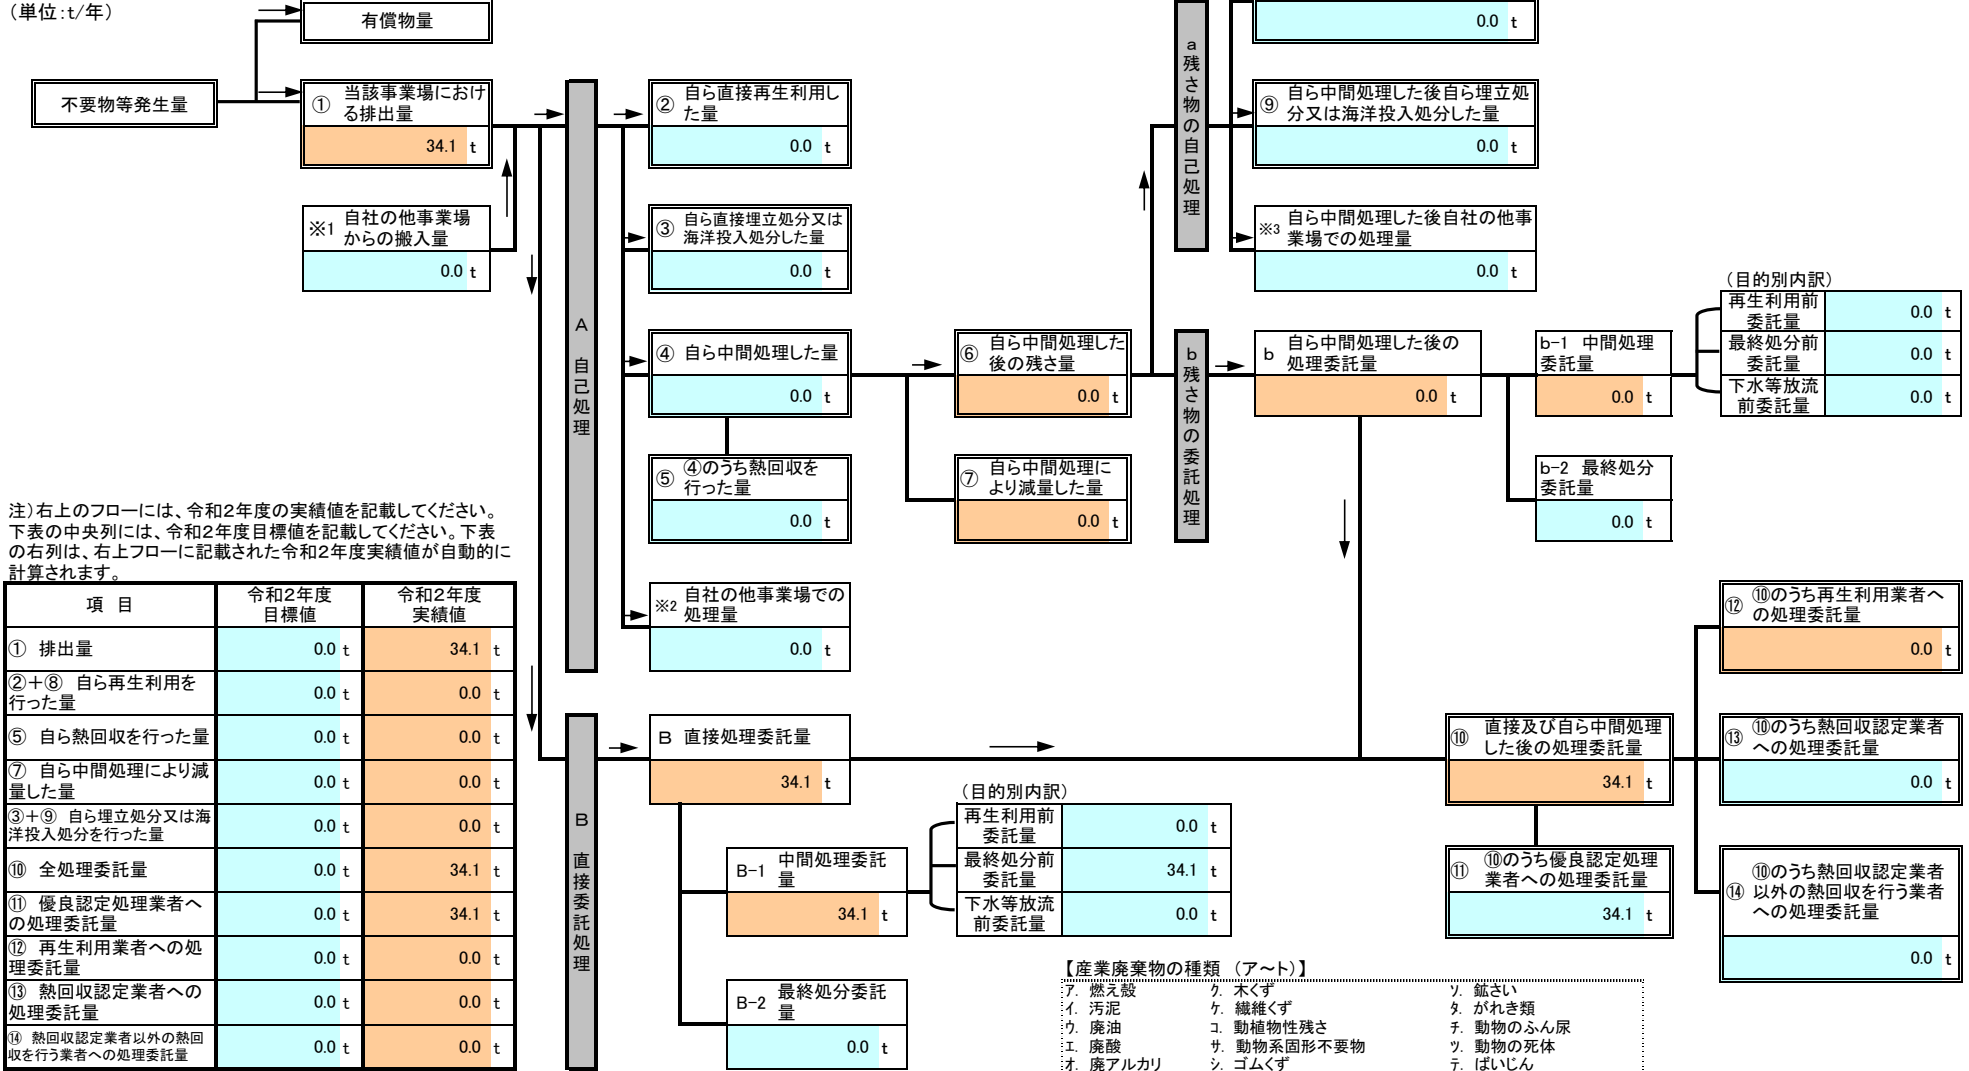 （単位：t/年）
有償物量
不要物等発生量
① 当該事業場におけ
る排出量
34.1 t
※1 自社の他事業場
からの搬入量
0.0 t
A 自己処理
② 自ら直接再生利用し
た量
0.0 t
③ 自ら直接埋立処分又は
海洋投入処分した量
0.0 t
④ 自ら中間処理した量
0.0 t
⑤ ④のうち熱回収を
行った量
0.0 t
※2 自社の他事業場での
処理量
0.0 t
⑥ 自ら中間処理した
後の残さ量
0.0 t
⑦ 自ら中間処理に
より減量した量
0.0 t
a 残さ物の自己処理
0.0 t
⑨ 自ら中間処理した後自ら埋立処
分又は海洋投入処分した量
0.0 t
※3 自ら中間処理した後自社の他事
業場での処理量
0.0 t
b 残さ物の委託処理
b 自ら中間処理した後の
処理委託量
0.0 t
b-1 中間処理
委託量
0.0 t
b-2 最終処分
委託量
0.0 t
（目的別内訳）
再生利用前
委託量
0.0 t
最終処分前
委託量
0.0 t
下水等放流
前委託量
0.0 t
注）右上のフローには、令和2年度の実績値を記載してください。
下表の中央列には、令和2年度目標値を記載してください。下表
の右列は、右上フローに記載された令和2年度実績値が自動的に
計算されます。
項 目 令和2年度 目標値 令和2年度 実績値
① 排出量 0.0 t 34.1 t
②＋⑧ 自ら再生利用を
行った量 0.0 t 0.0 t
⑤ 自ら熱回収を行った量 0.0 t 0.0 t
⑦ 自ら中間処理により減
量した量 0.0 t 0.0 t
③＋⑨ 自ら埋立処分又は海
洋投入処分を行った量 0.0 t 0.0 t
⑩ 全処理委託量 0.0 t 34.1 t
⑪ 優良認定処理業者へ
の処理委託量 0.0 t 34.1 t
⑫ 再生利用業者への処
理委託量 0.0 t 0.0 t
⑬ 熱回収認定業者への
処理委託量 0.0 t 0.0 t
⑭ 熱回収認定業者以外の熱回
収を行う業者への処理委託量 0.0 t 0.0 t
B 直接委託処理
B 直接処理委託量
34.1 t
B-1 中間処理委託
量
34.1 t
B-2 最終処分委託
量
0.0 t
（目的別内訳）
再生利用前
委託量
0.0 t
最終処分前
委託量
34.1 t
下水等放流
前委託量
0.0 t
⑩ 直接及び自ら中間処理
した後の処理委託量
34.1 t
⑪ ⑩のうち優良認定処理
業者への処理委託量
34.1 t
⑫ ⑩のうち再生利用業者へ
の処理委託量
0.0 t
⑬ ⑩のうち熱回収認定業者
への処理委託量
0.0 t
⑭ ⑩のうち熱回収認定業者
以外の熱回収を行う業者
への処理委託量
0.0 t
【産業廃棄物の種類 （ア～ト）】
ア. 燃え殻 ク. 木くず ソ. 鉱さい
イ. 汚泥 ケ. 繊維くず タ. がれき類
ウ. 廃油 コ. 動植物性残さ チ. 動物のふん尿
エ. 廃酸 サ. 動物系固形不要物 ツ. 動物の死体
オ. 廃アルカリ シ. ゴムくず テ. ばいじん